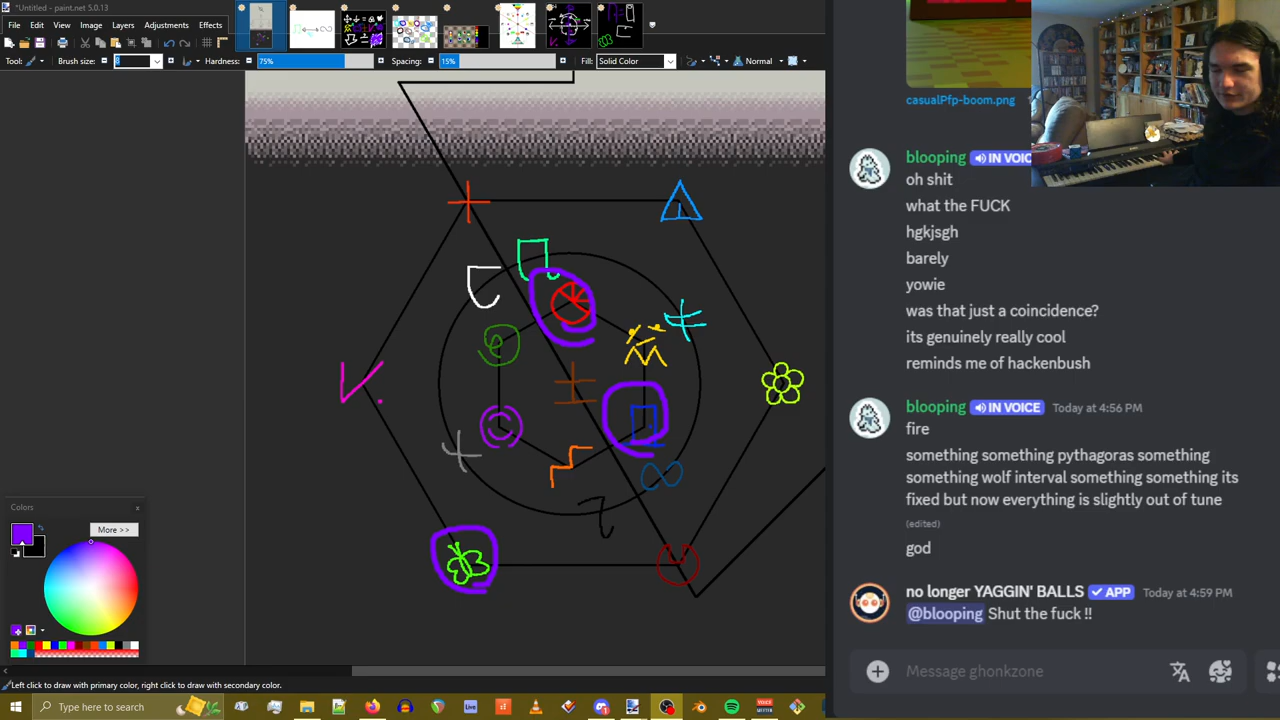 *Untitled - paint.net 5.0.13
File Edit View Image Layers Adjustments Effects
Tool: Brush size: Hardness: 75% Spacing: 15% Fill: Solid Color Normal
Colors
More >>
Left click to draw with primary color, right click to draw with secondary color.
Type here to search
casualPfp-boom.png
blooping IN VOICE
oh shit
what the FUCK
hgkjsgh
barely
yowie
was that just a coincidence?
its genuinely really cool
reminds me of hackenbush
blooping IN VOICE Today at 4:56 PM
fire
something something pythagoras something
something wolf interval something something its
fixed but now everything is slightly out of tune
(edited)
god
no longer YAGGIN' BALLS APP Today at 4:59 PM
@blooping Shut the fuck !!
Message ghonkzone